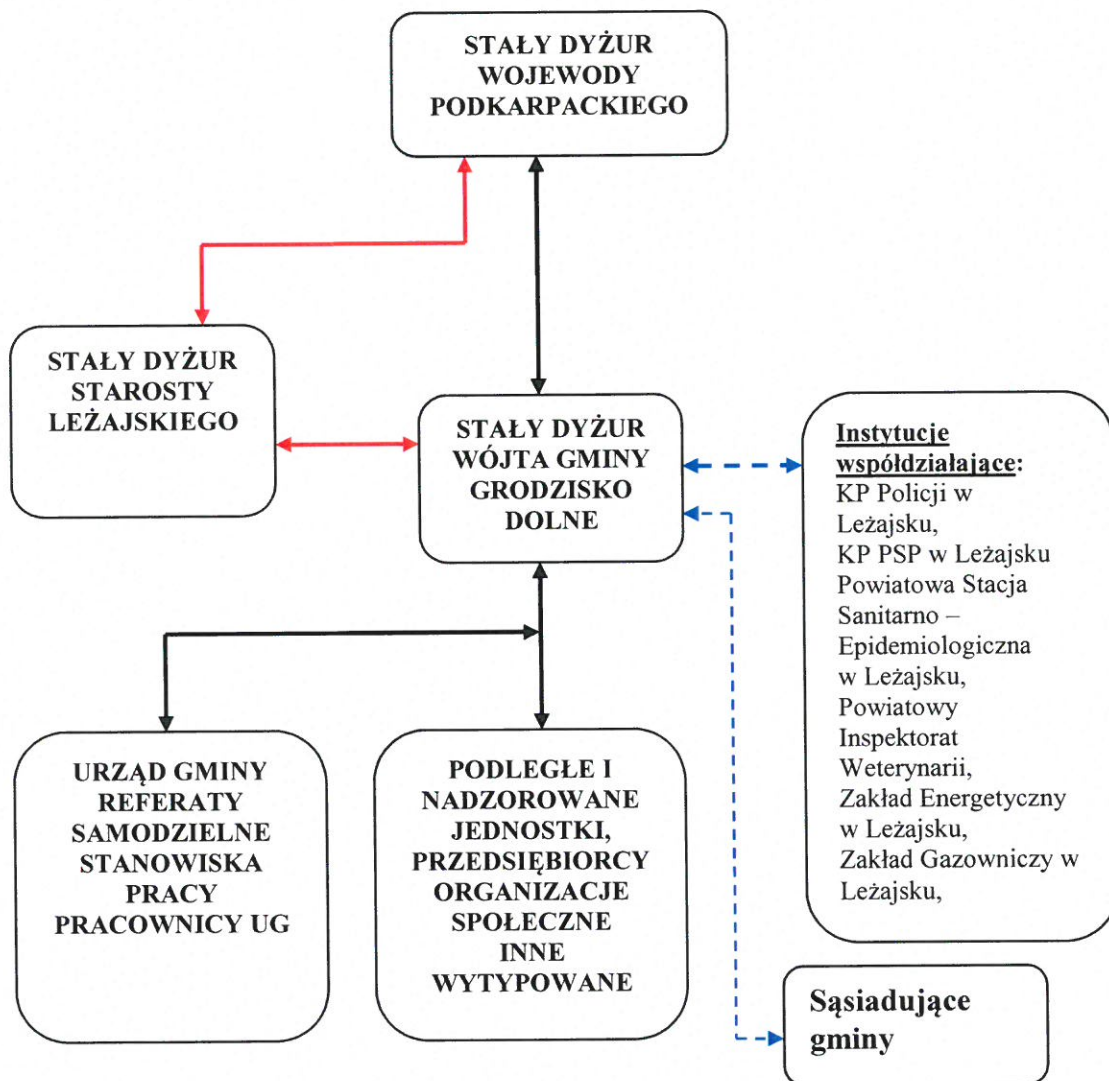 STAŁY DYŻUR
WOJEWODY
PODKARPACKIEGO
STAŁY DYŻUR
STAROSTY
LEŻAJSKIEGO
STAŁY DYŻUR
WÓJTA GMINY
GRODZISKO
DOLNE
Instytucje
współdziałające:
KP Policji w
Leżajsku,
KP PSP w Leżajsku
Powiatowa Stacja
Sanitarno –
Epidemiologiczna
w Leżajsku,
Powiatowy
Inspektorat
Weterynarii,
Zakład Energetyczny
w Leżajsku,
Zakład Gazowniczy w
Leżajsku,
URZĄD GMINY
REFERATY
SAMODZIELNE
STANOWISKA
PRACY
PRACOWNICY UG
PODLEGŁE I
NADZOROWANE
JEDNOSTKI,
PRZEDSIĘBIORCY
ORGANIZACJE
SPOŁECZNE
INNE
WYTYPOWANE
Sąsiadujące
gminy